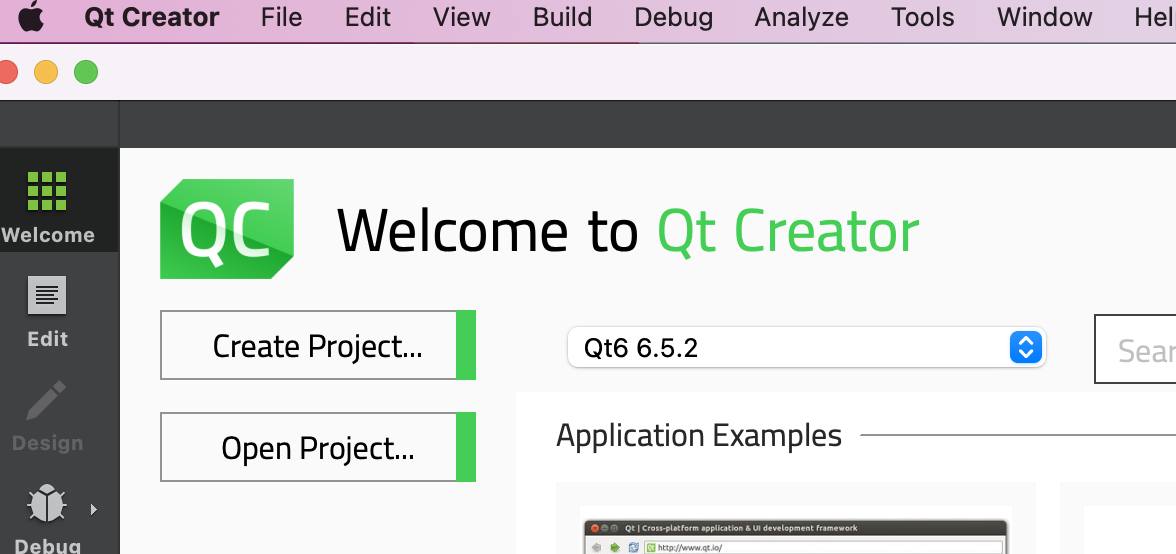 Qt Creator File Edit View Build Debug Analyze Tools Window Hel
QC
Welcome to Qt Creator
Welcome
Edit
Design
Debug
Create Project...
Open Project...
Qt6 6.5.2
Sear
Application Examples
Qt | Cross-platform application & UI development framework
http://www.qt.io/